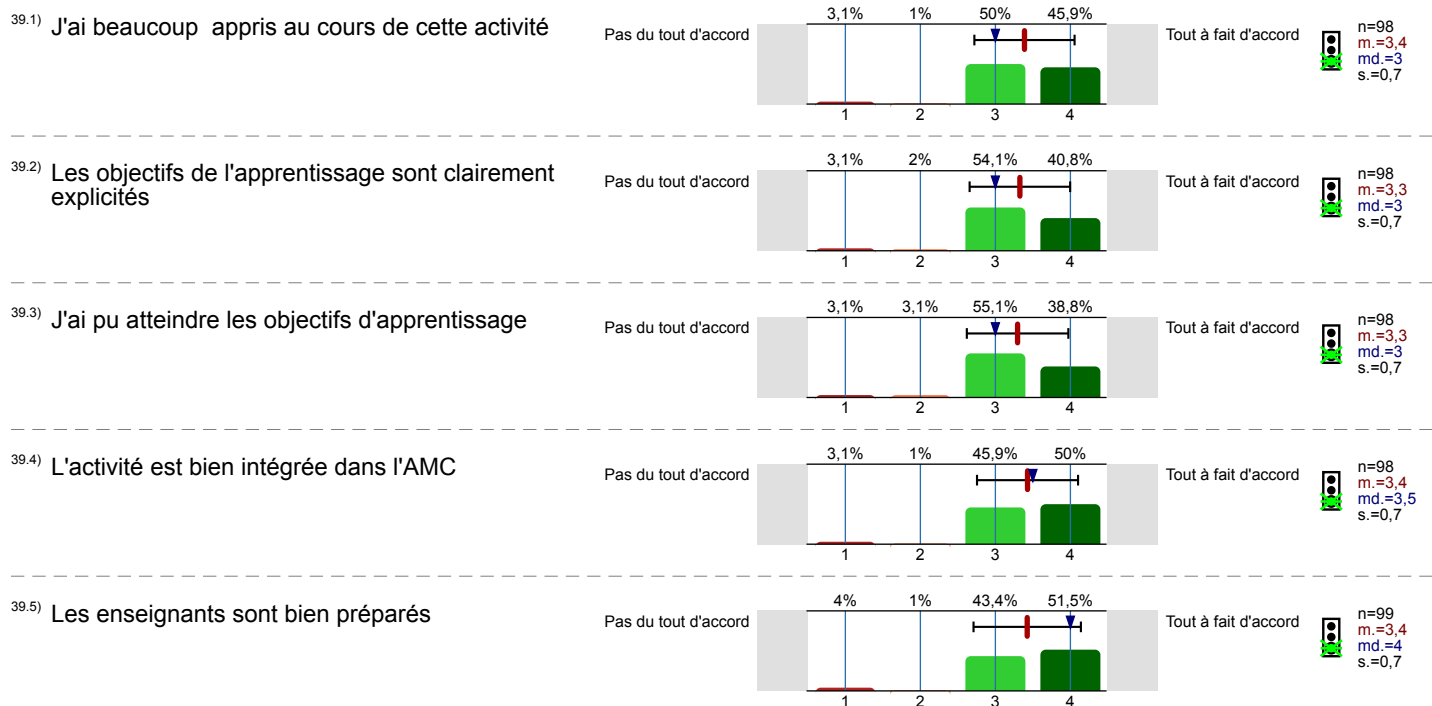 39.1) J'ai beaucoup appris au cours de cette activité
Pas du tout d'accord
3,1% 1% 50% 45,9%
1 2 3 4
Tout à fait d'accord
n=98
m.=3,4
md.=3
s.=0,7
39.2) Les objectifs de l'apprentissage sont clairement
explicités
Pas du tout d'accord
3,1% 2% 54,1% 40,8%
1 2 3 4
Tout à fait d'accord
n=98
m.=3,3
md.=3
s.=0,7
39.3) J'ai pu atteindre les objectifs d'apprentissage
Pas du tout d'accord
3,1% 3,1% 55,1% 38,8%
1 2 3 4
Tout à fait d'accord
n=98
m.=3,3
md.=3
s.=0,7
39.4) L'activité est bien intégrée dans l'AMC
Pas du tout d'accord
3,1% 1% 45,9% 50%
1 2 3 4
Tout à fait d'accord
n=98
m.=3,4
md.=3,5
s.=0,7
39.5) Les enseignants sont bien préparés
Pas du tout d'accord
4% 1% 43,4% 51,5%
1 2 3 4
Tout à fait d'accord
n=99
m.=3,4
md.=4
s.=0,7